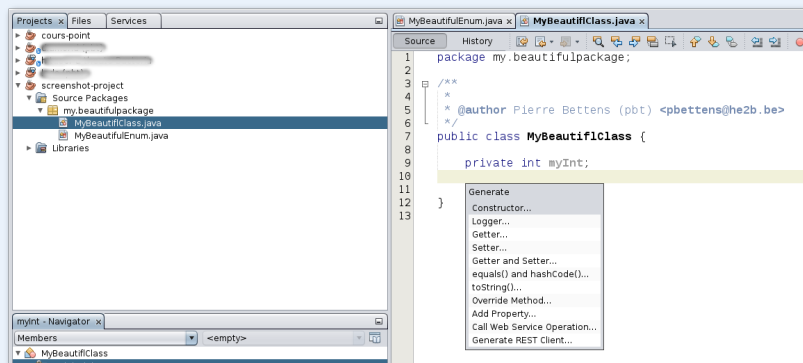 Projects x Files Services
cours-point
screenshot-project
Source Packages
my.beautifulpackage
MyBeautiflClass.java
MyBeautifulEnum.java
Libraries
myInt - Navigator x
Members <empty>
MyBeautiflClass
MyBeautifulEnum.java x MyBeautiflClass.java x
Source History
1 package my.beautifulpackage;
2
3 /**
4 *
5 * @author Pierre Bettens (pbt) <pbettens@he2b.be>
6 */
7 public class MyBeautiflClass {
8
9 private int myInt;
10
11
12 }
13
Generate
Constructor...
Logger...
Getter...
Setter...
Getter and Setter...
equals() and hashCode()...
toString()...
Override Method...
Add Property...
Call Web Service Operation...
Generate REST Client...